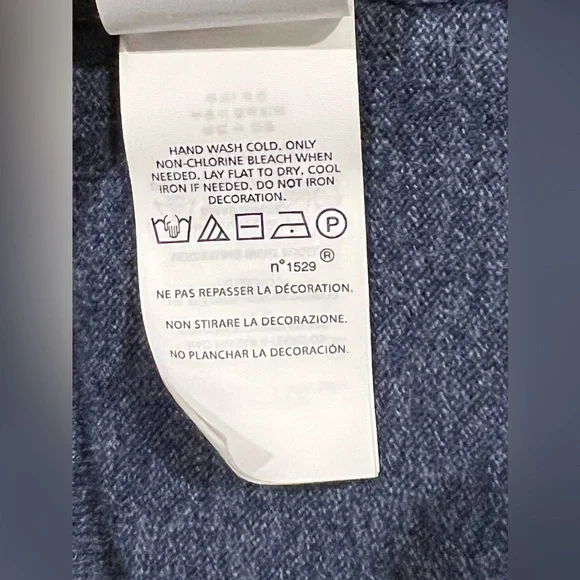 HAND WASH COLD. ONLY
NON-CHLORINE BLEACH WHEN
NEEDED. LAY FLAT TO DRY. COOL
IRON IF NEEDED. DO NOT IRON
DECORATION.
P
n°1529 ®
NE PAS REPASSER LA DÉCORATION.
NON STIRARE LA DECORAZIONE.
NO PLANCHAR LA DECORACIÓN.